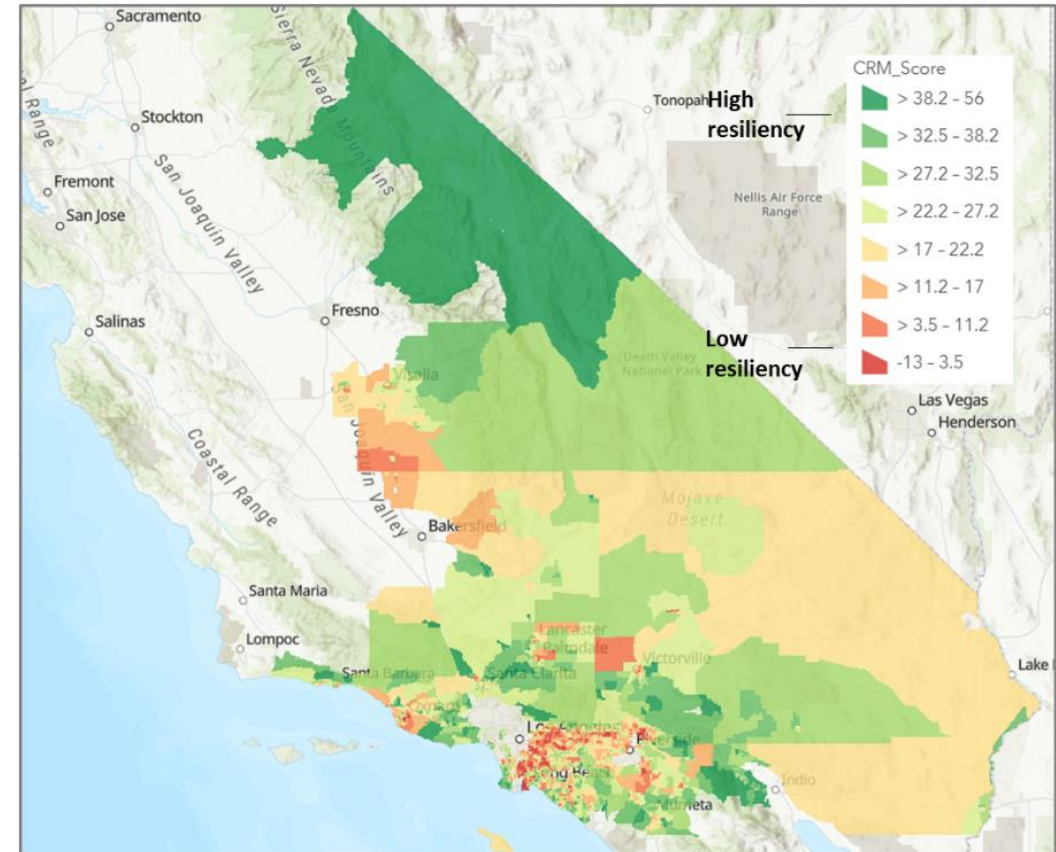 Sacramento
Sierra Nevada Mountains
Stockton
Tonopah
San Joaquin Valley
Fremont
San Jose
Range
Nellis Air Force
Range
Salinas
Fresno
Death Valley
National Park
Visalia
Las Vegas
Henderson
Coastal Range
San Joaquin Valley
Mojave
Desert
Bakersfield
Santa Maria
Lompoc
Lancaster
Palmdale
Victorville
Santa Barbara
Santa Clarita
Lake
Oxnard
Los Angeles
Riverside
Long Beach
Indio
Murrieta
High
resiliency
Low
resiliency
CRM_Score
> 38.2 - 56
> 32.5 - 38.2
> 27.2 - 32.5
> 22.2 - 27.2
> 17 - 22.2
> 11.2 - 17
> 3.5 - 11.2
-13 - 3.5